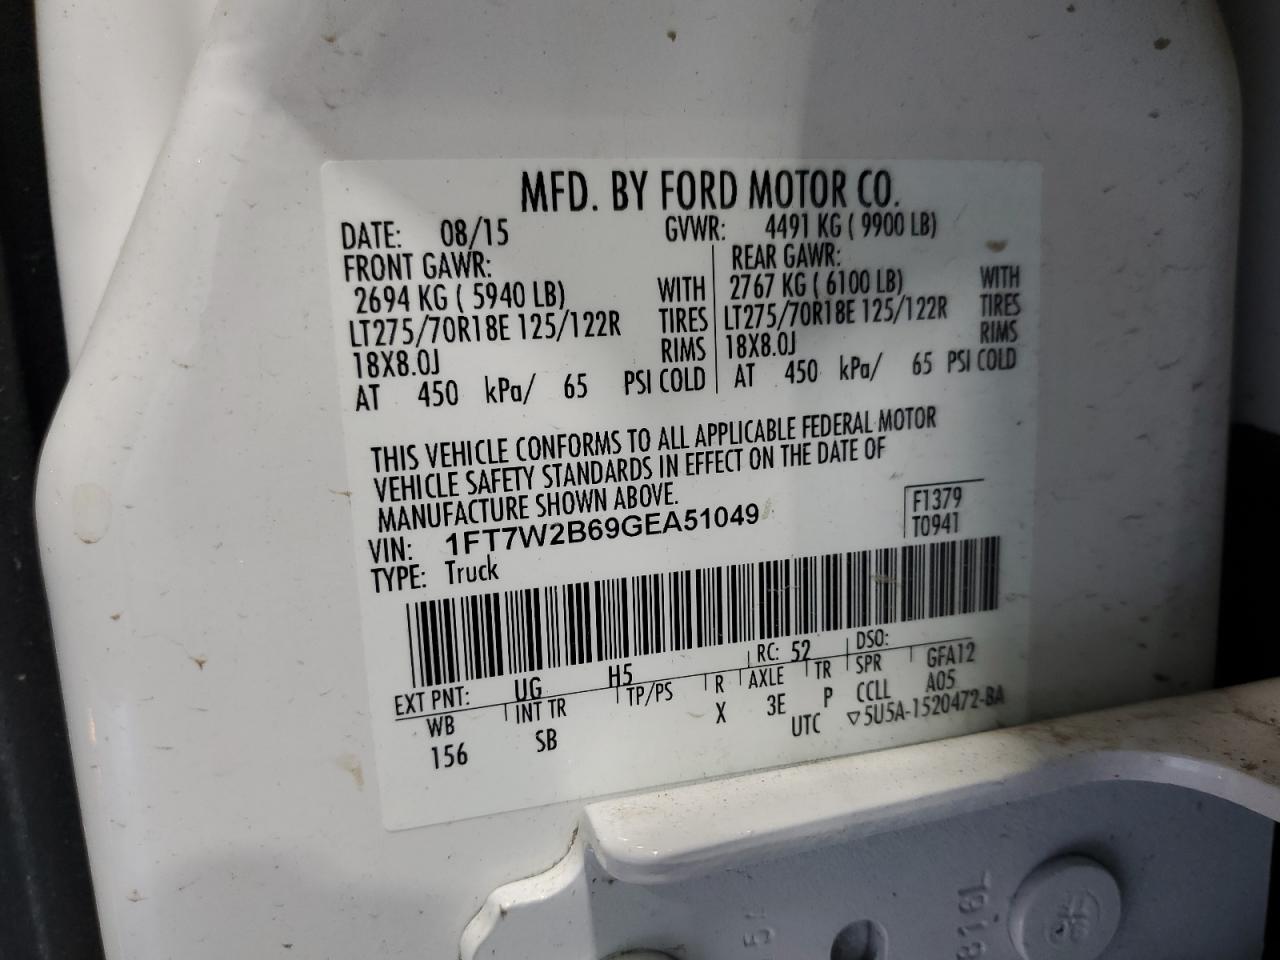 MFD. BY FORD MOTOR CO.
DATE: 08/15 GVWR: 4491 KG ( 9900 LB)
FRONT GAWR: REAR GAWR:
2694 KG ( 5940 LB) WITH 2767 KG ( 6100 LB) WITH
LT275/70R18E 125/122R TIRES LT275/70R18E 125/122R TIRES
18X8.0J RIMS 18X8.0J RIMS
AT 450 kPa/ 65 PSI COLD AT 450 kPa/ 65 PSI COLD
THIS VEHICLE CONFORMS TO ALL APPLICABLE FEDERAL MOTOR
VEHICLE SAFETY STANDARDS IN EFFECT ON THE DATE OF
MANUFACTURE SHOWN ABOVE.
VIN: 1FT7W2B69GEA51049 F1379
TYPE: Truck T0941
EXT PNT: UG H5 RC: 52 DSO:
WB INT TR TP/PS R AXLE TR SPR GFA12
156 SB X 3E P CCLL A05
UTC ▽5U5A-1520472-BA
816L